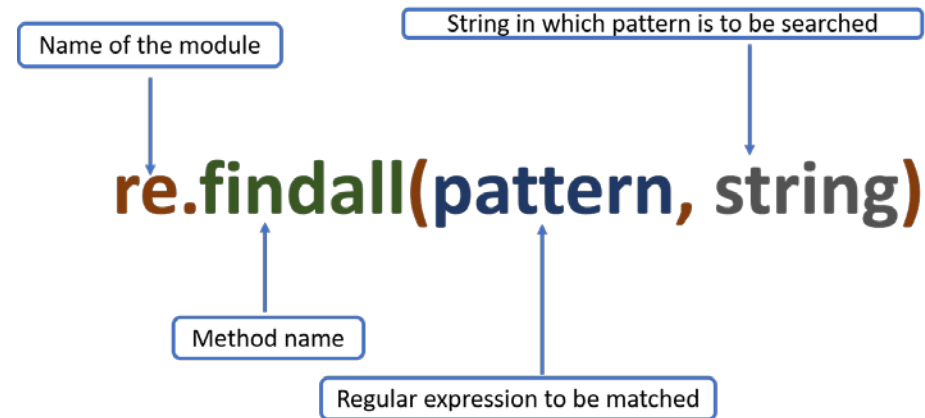 String in which pattern is to be searched
Name of the module
re.findall(pattern, string)
Method name
Regular expression to be matched